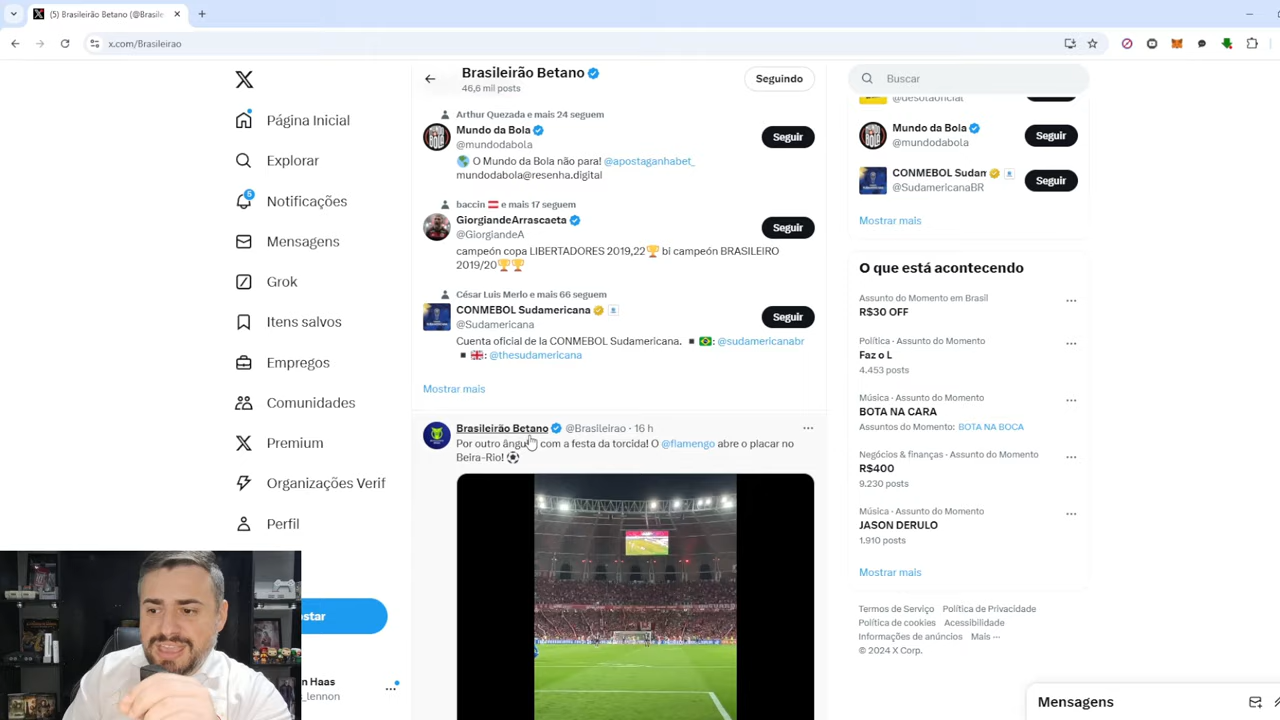 (5) Brasileirão Betano (@Brasile
x.com/Brasileirao
Brasileirão Betano
46,6 mil posts
Seguindo
Buscar
Página Inicial
Explorar
5
Notificações
Mensagens
Grok
Itens salvos
Empregos
Comunidades
Premium
Organizações Verif
Perfil
star
n Haas
_lennon
Arthur Quezada e mais 24 seguem
Mundo da Bola
@mundodabola
Seguir
O Mundo da Bola não para! @apostaganhabet_
mundodabola@resenha.digital
baccin e mais 17 seguem
GiorgiandeArrascaeta
@GiorgiandeA
Seguir
campeón copa LIBERTADORES 2019,22🏆 bi campeón BRASILEIRO
2019/20🏆🏆
César Luis Merlo e mais 66 seguem
CONMEBOL Sudamericana
@Sudamericana
Seguir
Cuenta oficial de la CONMEBOL Sudamericana. ▪️🇧🇷: @sudamericanabr
▪️🇬🇧: @thesudamericana
Mostrar mais
Brasileirão Betano @Brasileirao · 16 h
Por outro com a festa da torcida! O @flamengo abre o placar no
Beira-Rio! ⚽
@desotaoficial
Mundo da Bola
@mundodabola
Seguir
CONMEBOL Sudam
@SudamericanaBR
Seguir
Mostrar mais
O que está acontecendo
Assunto do Momento em Brasil
R$30 OFF
Política · Assunto do Momento
Faz o L
4.453 posts
Música · Assunto do Momento
BOTA NA CARA
Assuntos do Momento: BOTA NA BOCA
Negócios & finanças · Assunto do Momento
R$400
9.230 posts
Música · Assunto do Momento
JASON DERULO
1.910 posts
Mostrar mais
Termos de Serviço Política de Privacidade
Política de cookies Acessibilidade
Informações de anúncios Mais ···
© 2024 X Corp.
Mensagens